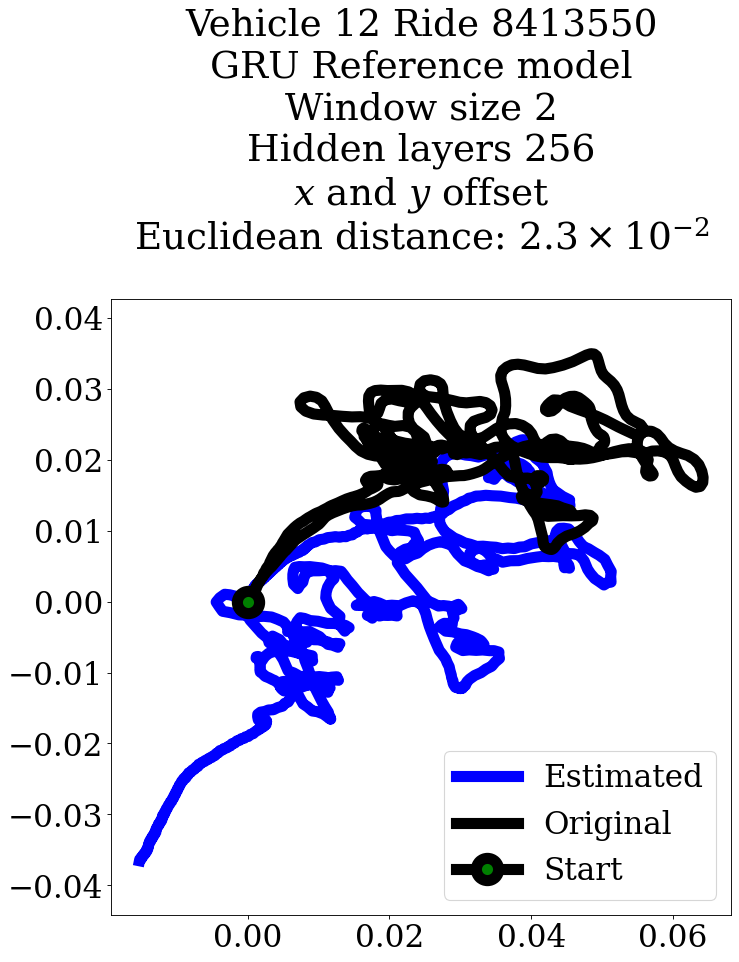 Vehicle 12 Ride 8413550
GRU Reference model
Window size 2
Hidden layers 256
x and y offset
Euclidean distance: 2.3 × 10⁻²
0.04
0.03
0.02
0.01
0.00
−0.01
−0.02
−0.03
−0.04
Estimated
Original
Start
0.00 0.02 0.04 0.06